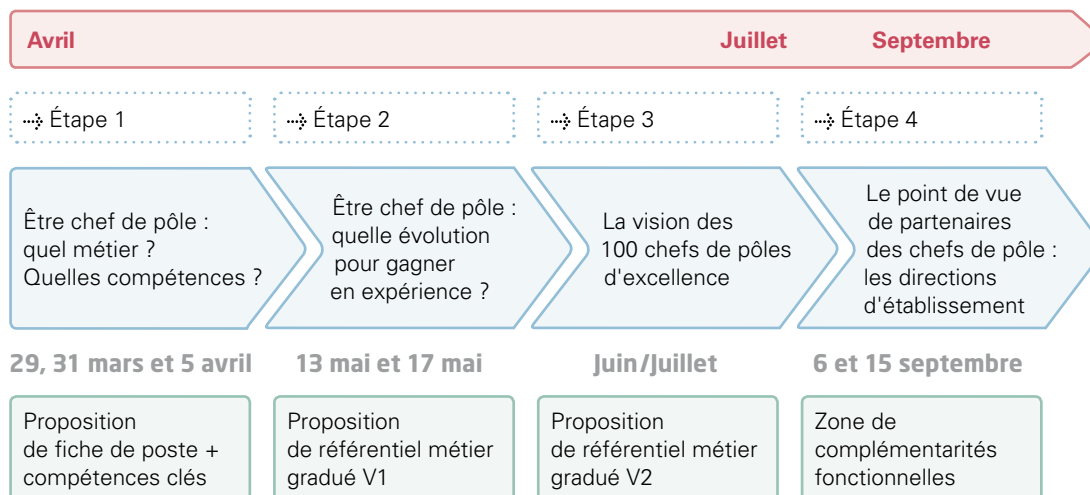 Avril Juillet Septembre
Étape 1
Étape 2
Étape 3
Étape 4
Être chef de pôle :
quel métier ?
Quelles compétences ?
Être chef de pôle :
quelle évolution
pour gagner
en expérience ?
La vision des
100 chefs de pôles
d'excellence
Le point de vue
de partenaires
des chefs de pôle :
les directions
d'établissement
29, 31 mars et 5 avril
13 mai et 17 mai
Juin/Juillet
6 et 15 septembre
Proposition
de fiche de poste +
compétences clés
Proposition
de référentiel métier
gradué V1
Proposition
de référentiel métier
gradué V2
Zone de
complémentarités
fonctionnelles